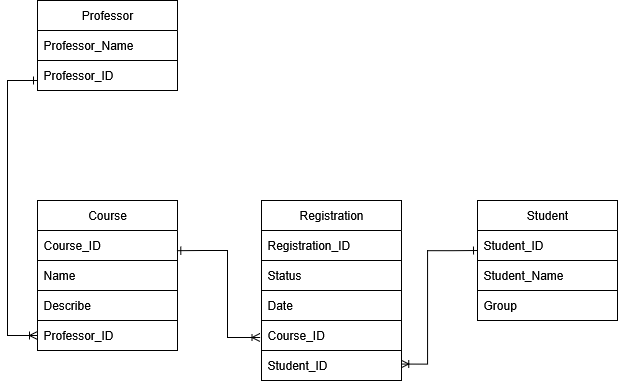 Professor
Professor_Name
Professor_ID
Course
Course_ID
Name
Describe
Professor_ID
Registration
Registration_ID
Status
Date
Course_ID
Student_ID
Student
Student_ID
Student_Name
Group